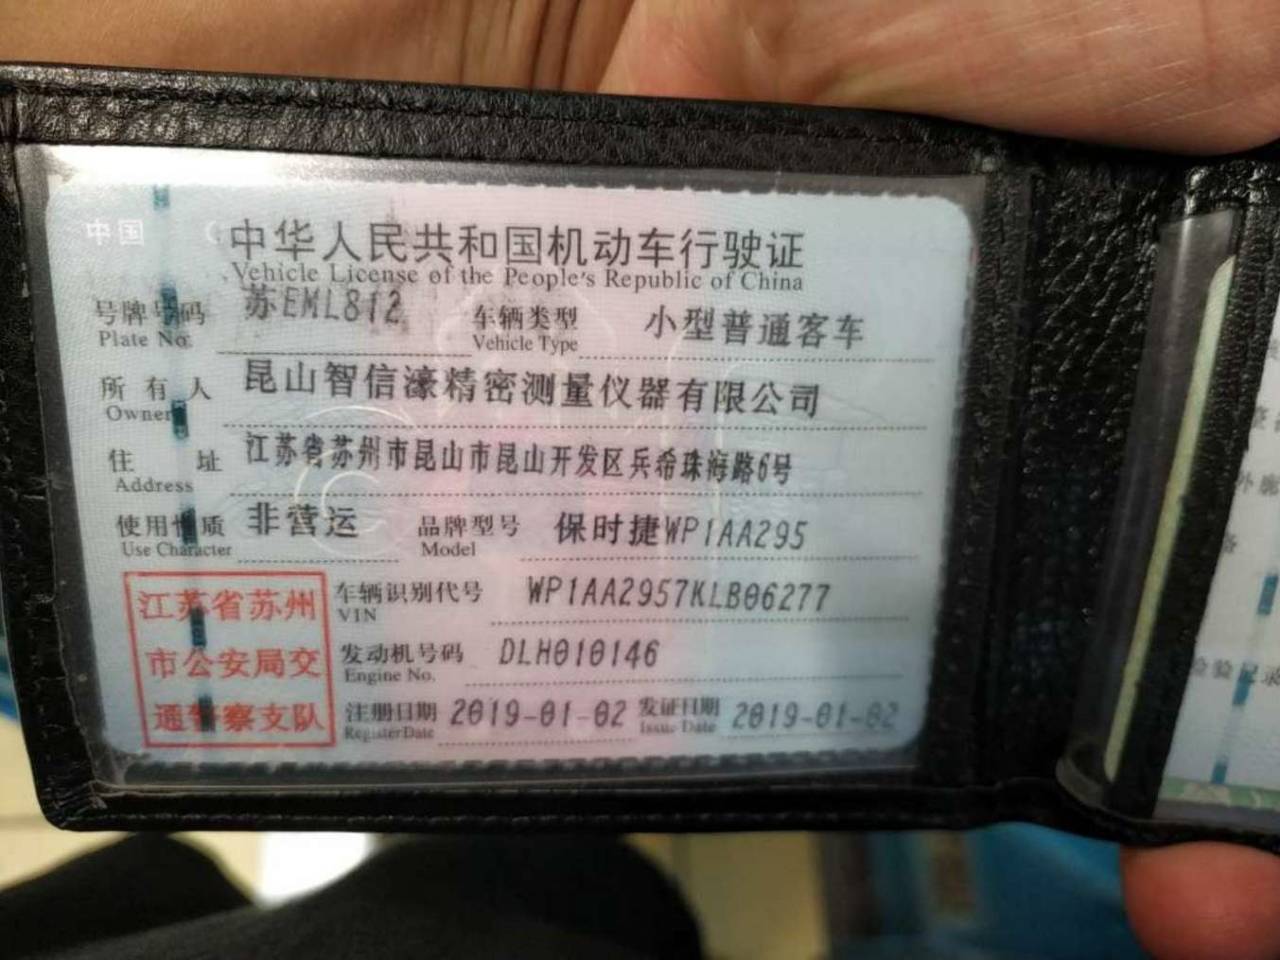 中国
中华人民共和国机动车行驶证
Vehicle License of the People's Republic of China
号牌号码 苏EML812 车辆类型 小型普通客车
Plate No. Vehicle Type
所有人 昆山智信濠精密测量仪器有限公司
Owner
住址 江苏省苏州市昆山市昆山开发区兵希珠海路6号
Address
使用性质 非营运 品牌型号 保时捷WP1AA295
Use Character Model
车辆识别代号 WP1AA2957KLB06277
VIN
发动机号码 DLH010146
Engine No.
注册日期 2019-01-02 发证日期 2019-01-02
Register Date Issue Date
江苏省苏州
市公安局交
通警察支队
检验记录